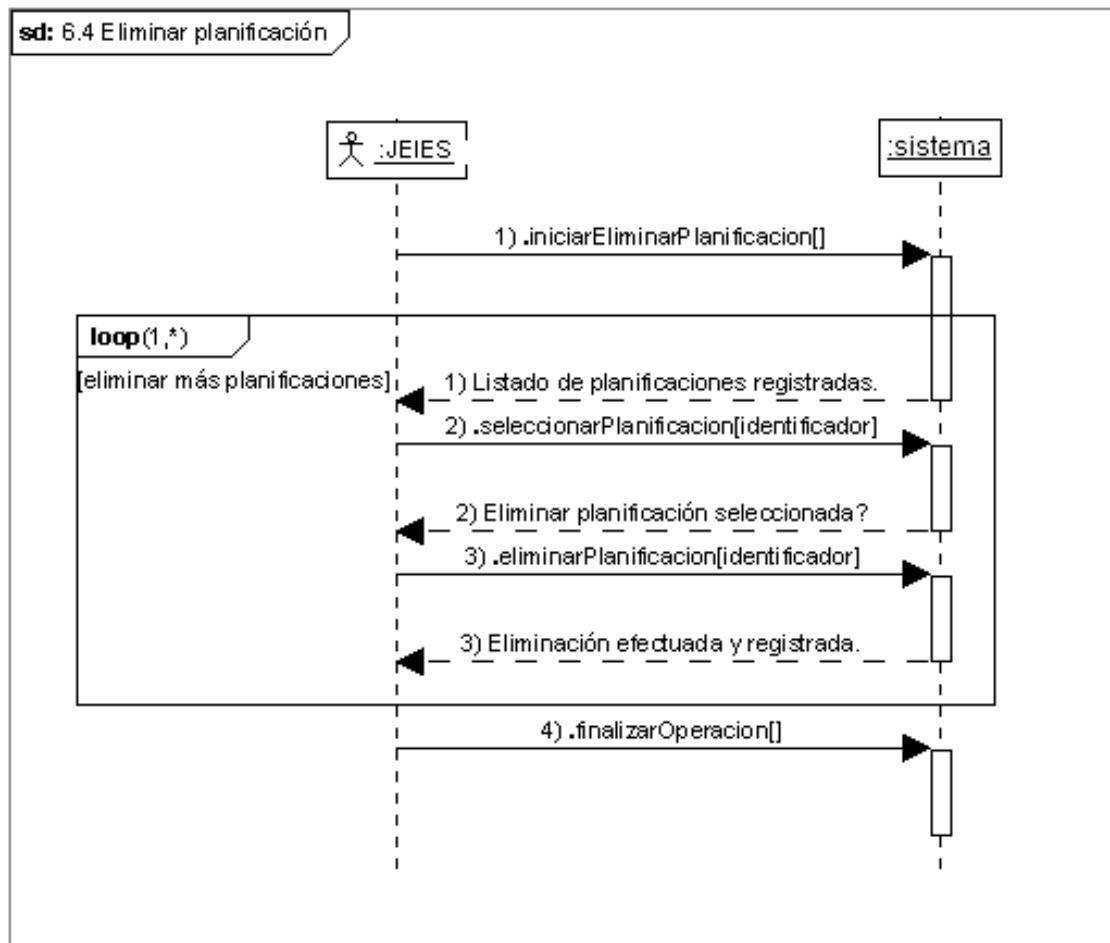 sd: 6.4 Eliminar planificación
:JEIES
:sistema
1) .iniciarEliminarPlanificacion[]
loop(1,*)
[eliminar más planificaciones]
1) Listado de planificaciones registradas.
2) .seleccionarPlanificacion[identificador]
2) Eliminar planificación seleccionada?
3) .eliminarPlanificacion[identificador]
3) Eliminación efectuada y registrada.
4) .finalizarOperacion[]